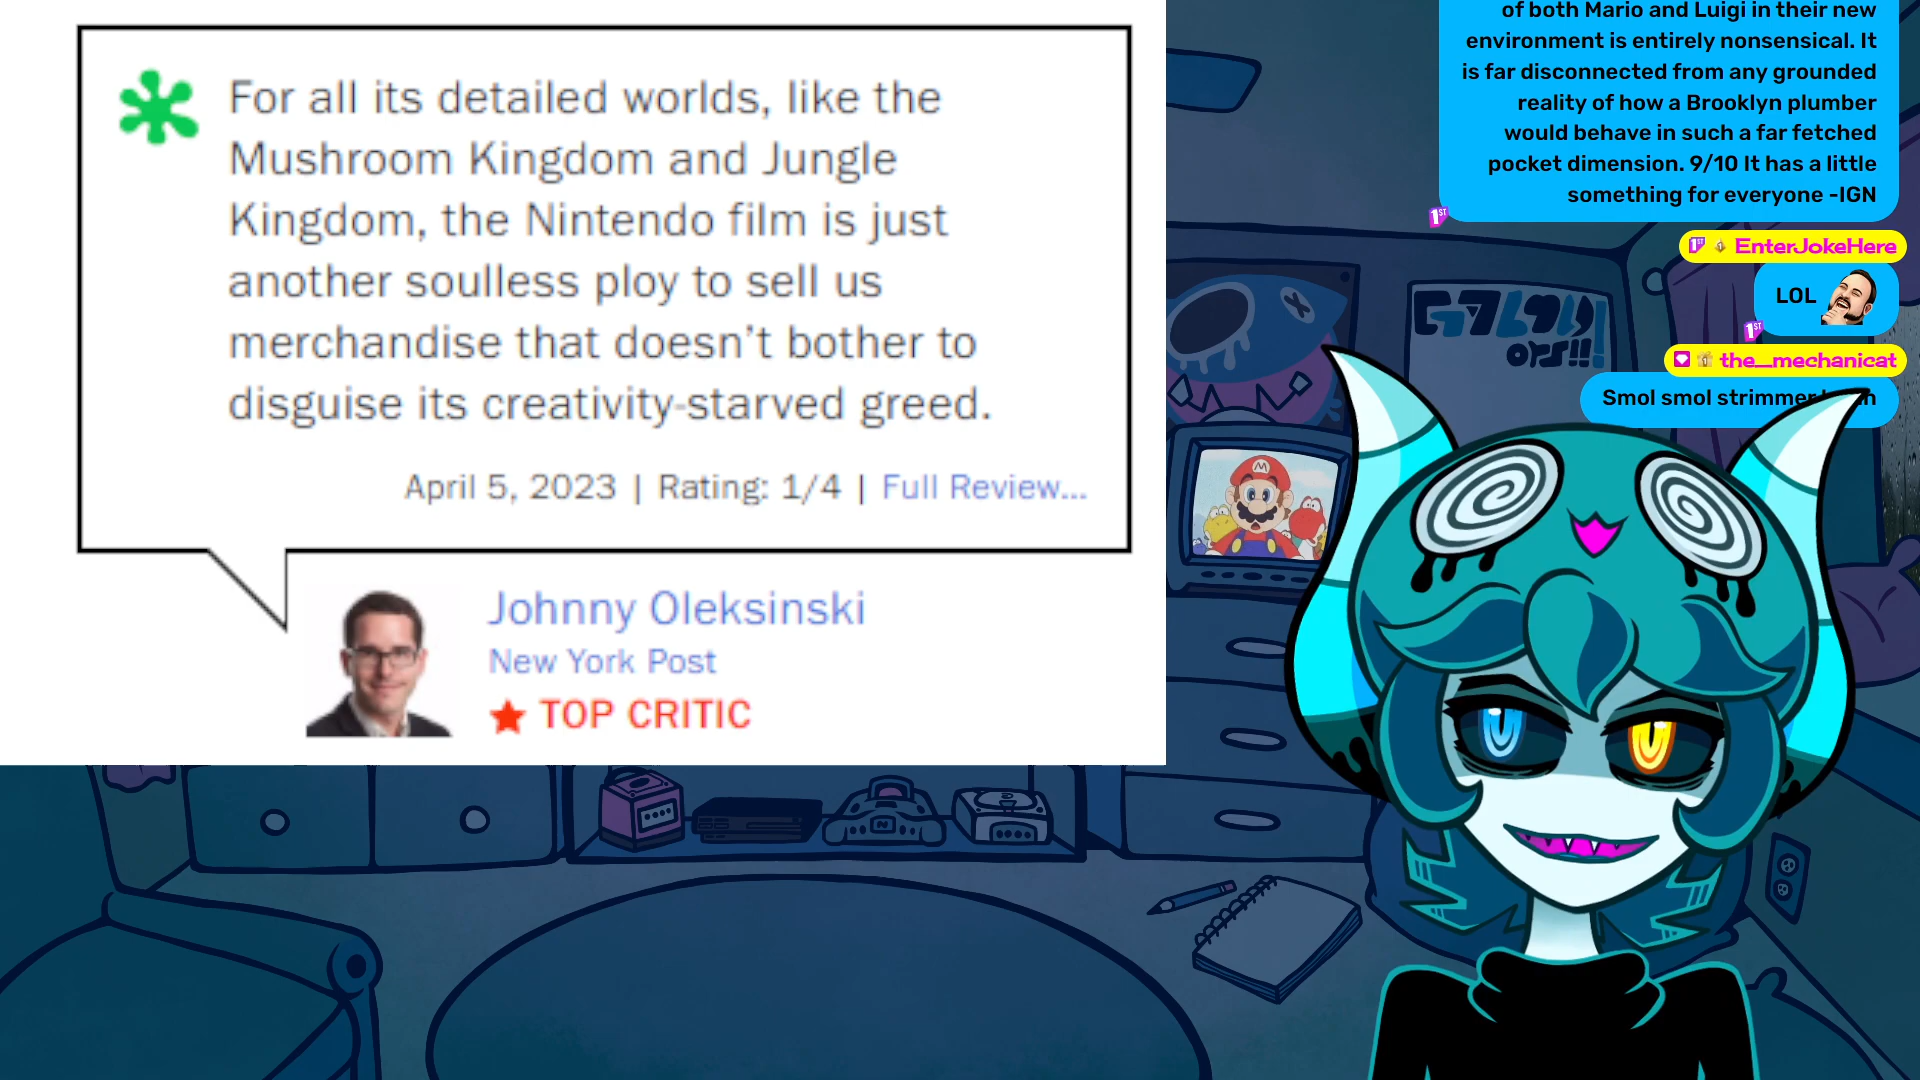 For all its detailed worlds, like the
Mushroom Kingdom and Jungle
Kingdom, the Nintendo film is just
another soulless ploy to sell us
merchandise that doesn't bother to
disguise its creativity-starved greed.
April 5, 2023 | Rating: 1/4 | Full Review...
Johnny Oleksinski
New York Post
TOP CRITIC
of both Mario and Luigi in their new
environment is entirely nonsensical. It
is far disconnected from any grounded
reality of how a Brooklyn plumber
would behave in such a far fetched
pocket dimension. 9/10 It has a little
something for everyone -IGN
1ST
1ST EnterJokeHere
LOL
1ST
the__mechanicat
Smol smol strimmer
M
N